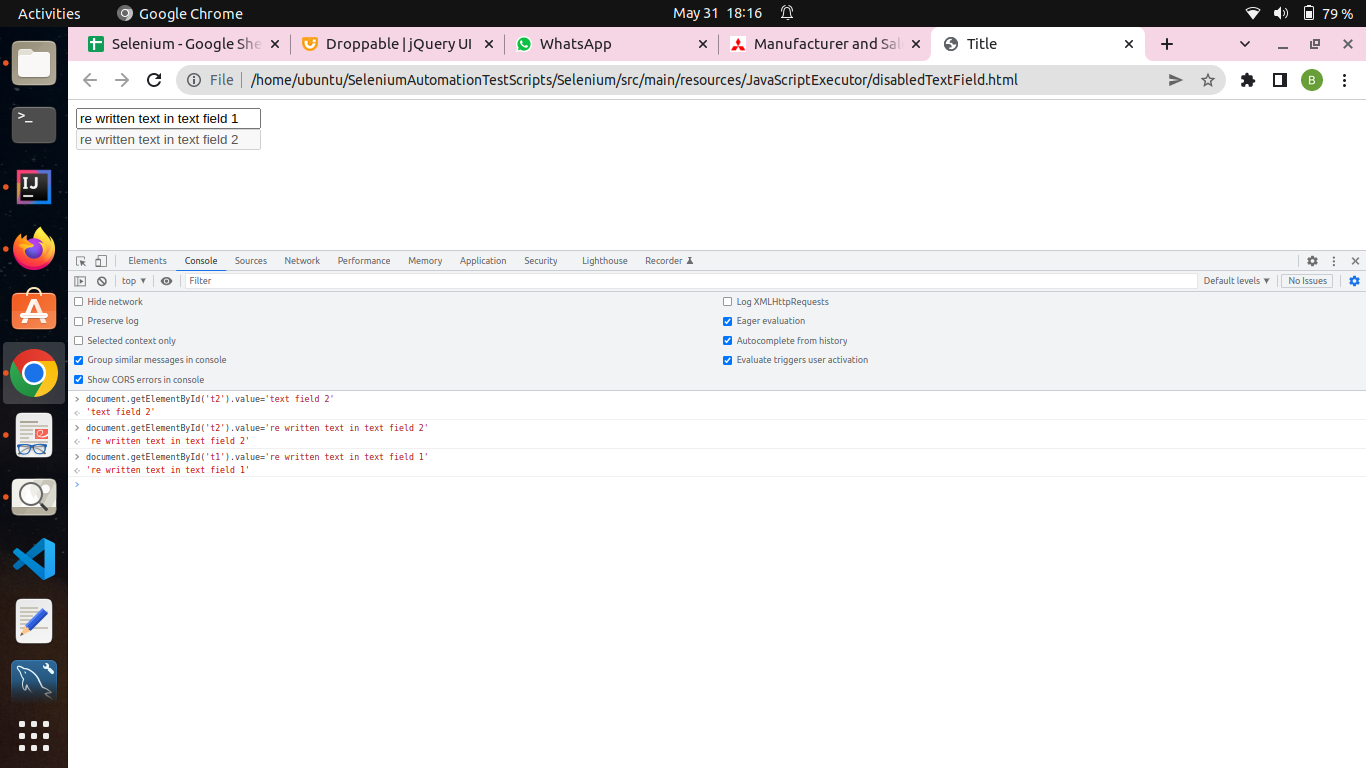 Activities Google Chrome May 31 18:16 79 %
Selenium - Google She Droppable | jQuery UI WhatsApp Manufacturer and Sal Title
File /home/ubuntu/SeleniumAutomationTestScripts/Selenium/src/main/resources/JavaScriptExecutor/disabledTextField.html B
re written text in text field 1
re written text in text field 2
Elements Console Sources Network Performance Memory Application Security Lighthouse Recorder
top Filter Default levels No Issues
Hide network Log XMLHttpRequests
Preserve log Eager evaluation
Selected context only Autocomplete from history
Group similar messages in console Evaluate triggers user activation
Show CORS errors in console
> document.getElementById('t2').value='text field 2'
'text field 2'
> document.getElementById('t2').value='re written text in text field 2'
're written text in text field 2'
> document.getElementById('t1').value='re written text in text field 1'
're written text in text field 1'
>
>_
IJ
A